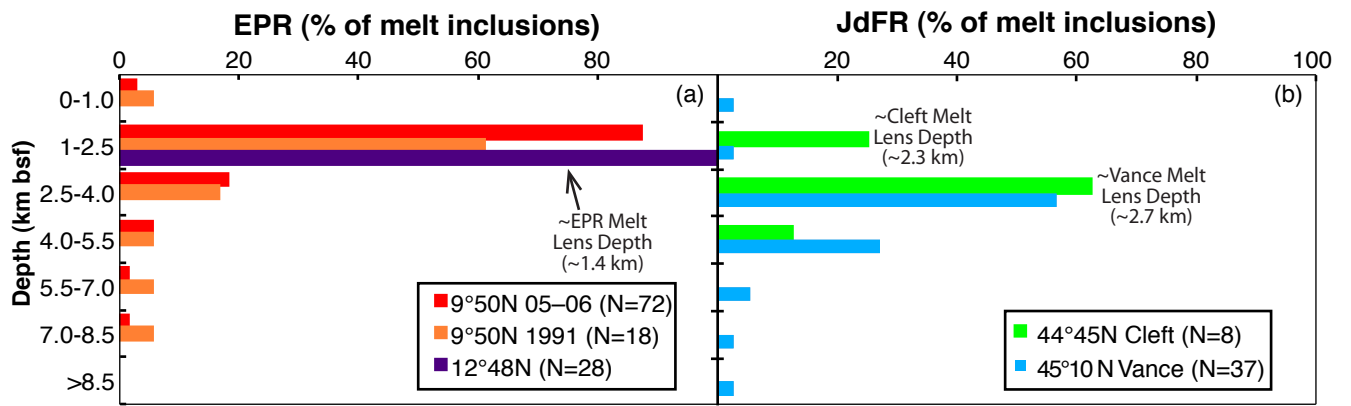 EPR (% of melt inclusions)
JdFR (% of melt inclusions)
0 20 40 60 80
20 40 60 80 100
Depth (km bsf)
0-1.0
1-2.5
2.5-4.0
4.0-5.5
5.5-7.0
7.0-8.5
>8.5
(a)
~EPR Melt
Lens Depth
(~1.4 km)
9°50N 05–06 (N=72)
9°50N 1991 (N=18)
12°48N (N=28)
(b)
~Cleft Melt
Lens Depth
(~2.3 km)
~Vance Melt
Lens Depth
(~2.7 km)
44°45N Cleft (N=8)
45°10 N Vance (N=37)